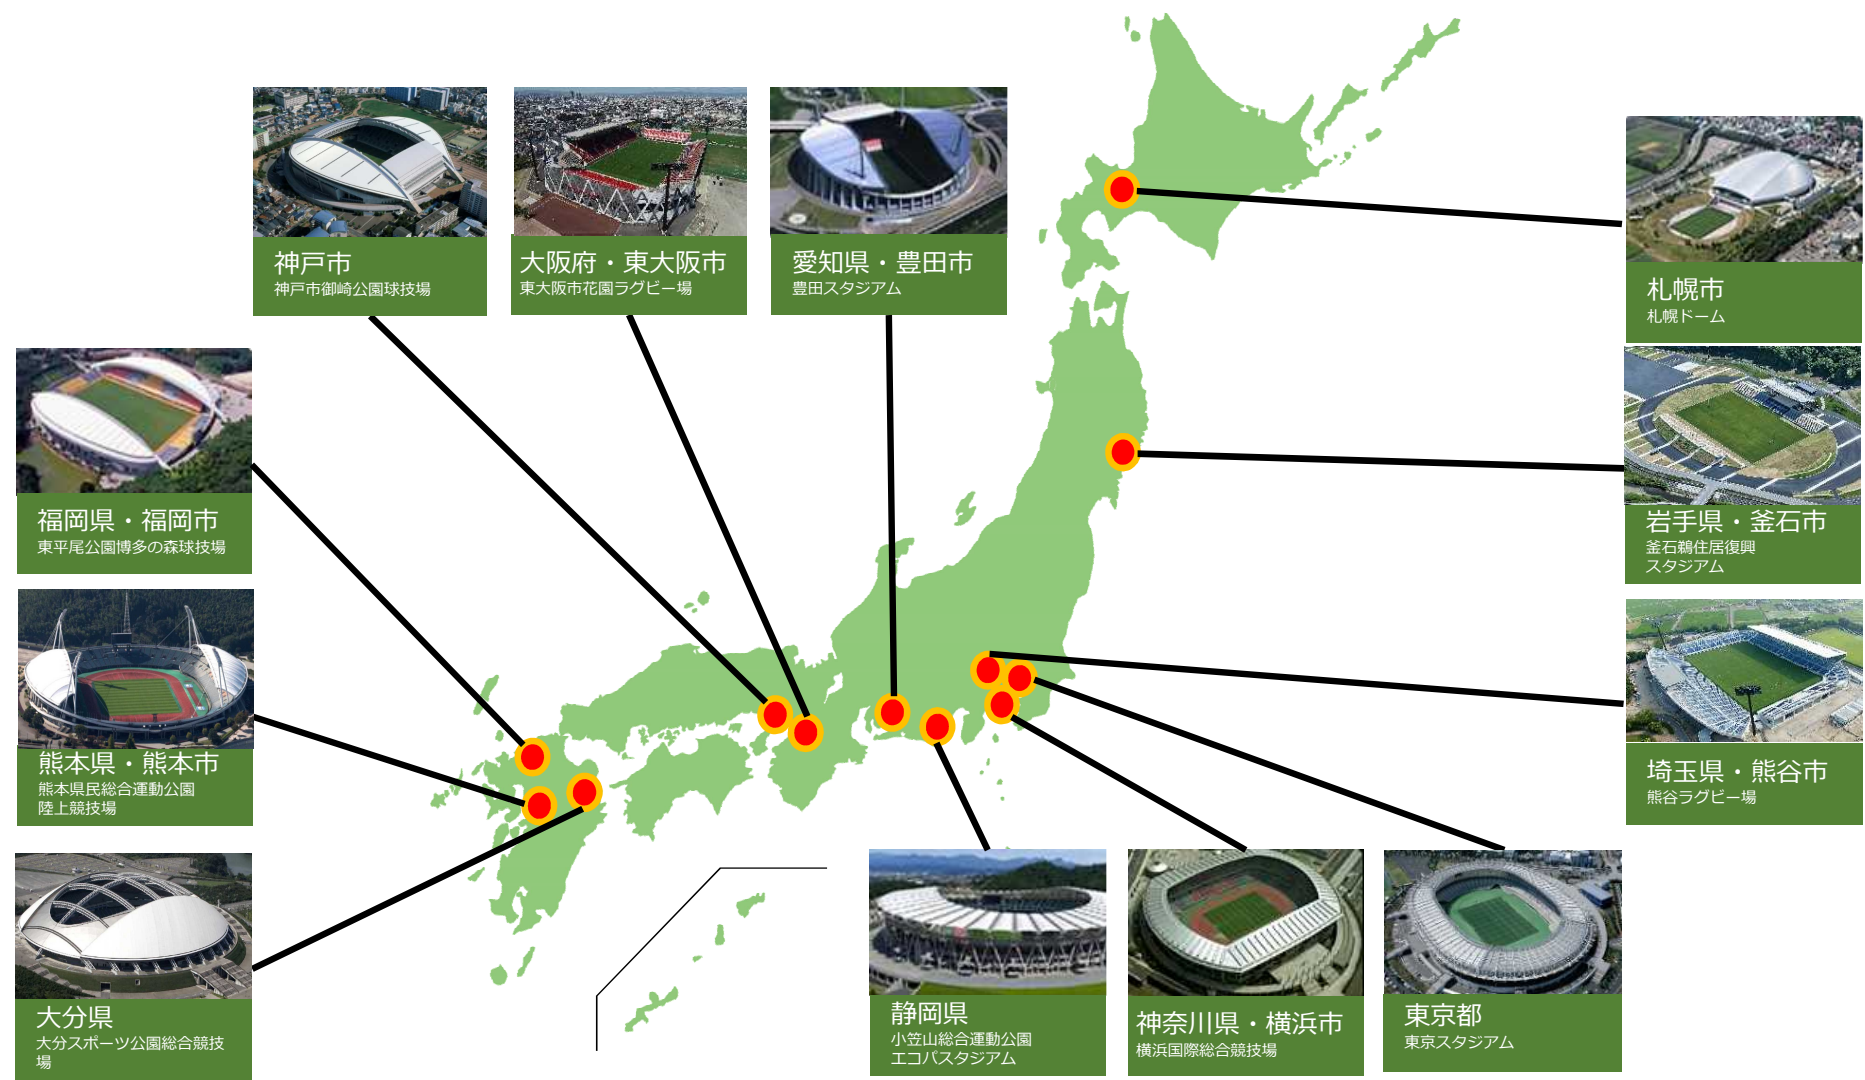 神戸市
神戸市御崎公園球技場
大阪府・東大阪市
東大阪市花園ラグビー場
愛知県・豊田市
豊田スタジアム
札幌市
札幌ドーム
福岡県・福岡市
東平尾公園博多の森球技場
岩手県・釜石市
釜石鵜住居復興
スタジアム
熊本県・熊本市
熊本県民総合運動公園
陸上競技場
埼玉県・熊谷市
熊谷ラグビー場
大分県
大分スポーツ公園総合競技
場
静岡県
小笠山総合運動公園
エコパスタジアム
神奈川県・横浜市
横浜国際総合競技場
東京都
東京スタジアム